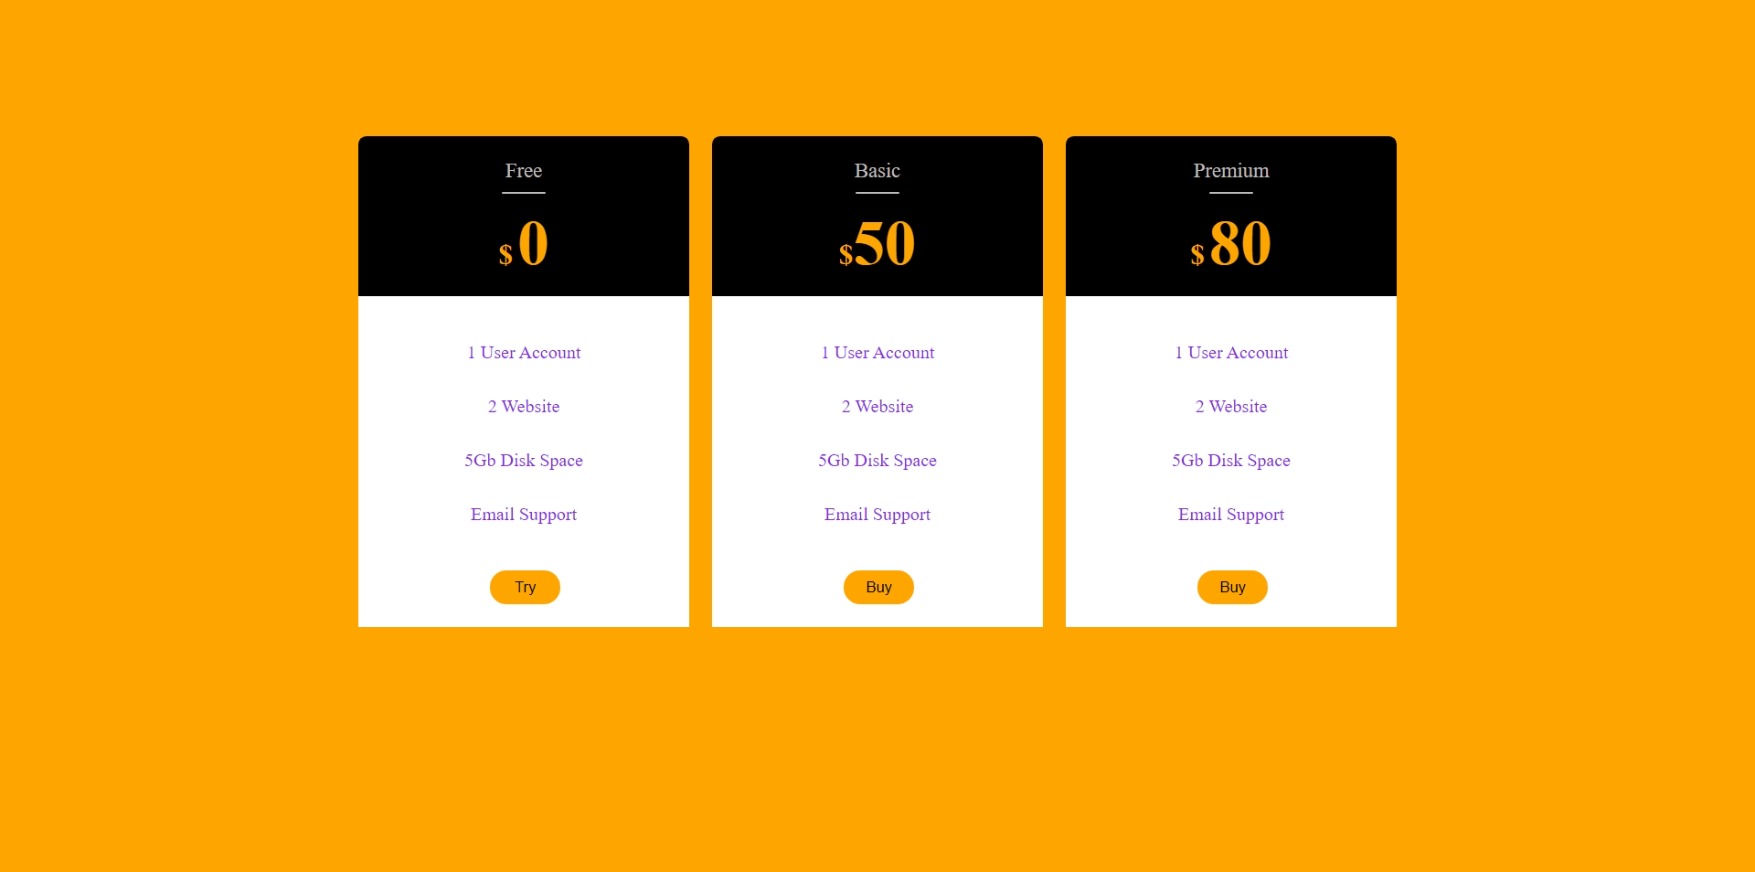 Free
$ 0
1 User Account
2 Website
5Gb Disk Space
Email Support
Try
Basic
$50
1 User Account
2 Website
5Gb Disk Space
Email Support
Buy
Premium
$ 80
1 User Account
2 Website
5Gb Disk Space
Email Support
Buy